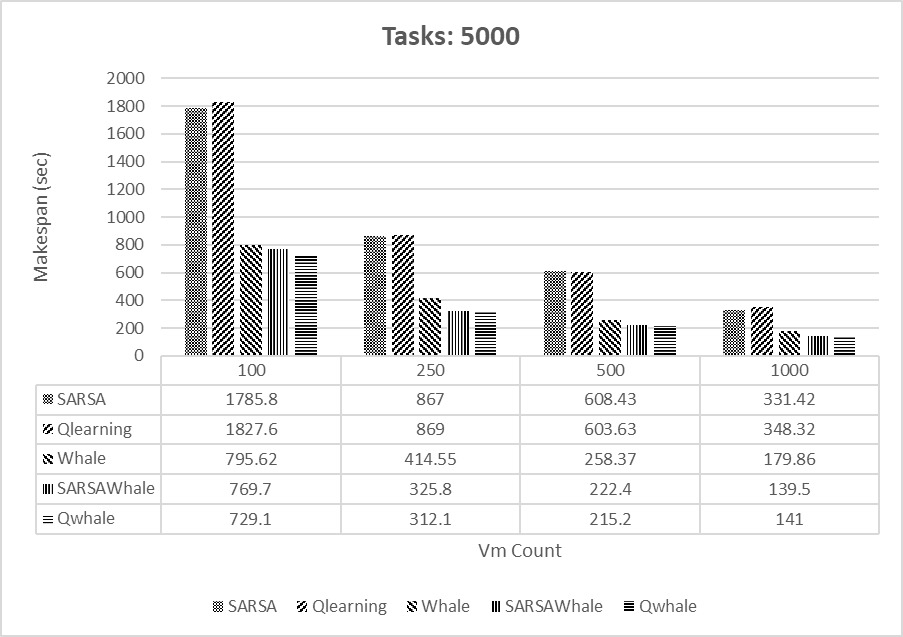 Tasks: 5000
Makespan (sec)
2000
1800
1600
1400
1200
1000
800
600
400
200
0
100 250 500 1000
SARSA 1785.8 867 608.43 331.42
Qlearning 1827.6 869 603.63 348.32
Whale 795.62 414.55 258.37 179.86
SARSAWhale 769.7 325.8 222.4 139.5
Qwhale 729.1 312.1 215.2 141
Vm Count
SARSA Qlearning Whale SARSAWhale Qwhale